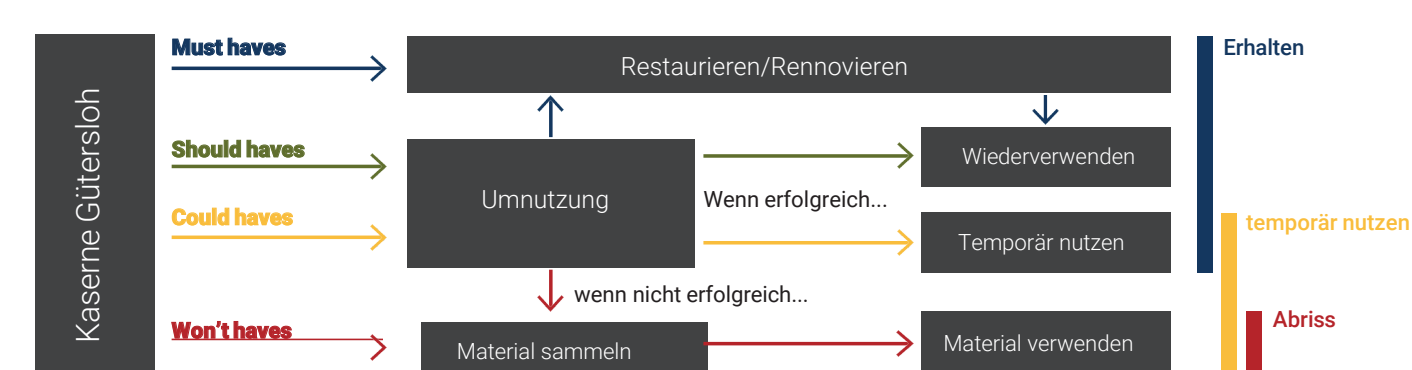 Kaserne Gütersloh
Must haves
Restaurieren/Rennovieren
Erhalten
Should haves
Umnutzung
Wiederverwenden
Could haves
Wenn erfolgreich...
Temporär nutzen
temporär nutzen
wenn nicht erfolgreich...
Won't haves
Material sammeln
Material verwenden
Abriss